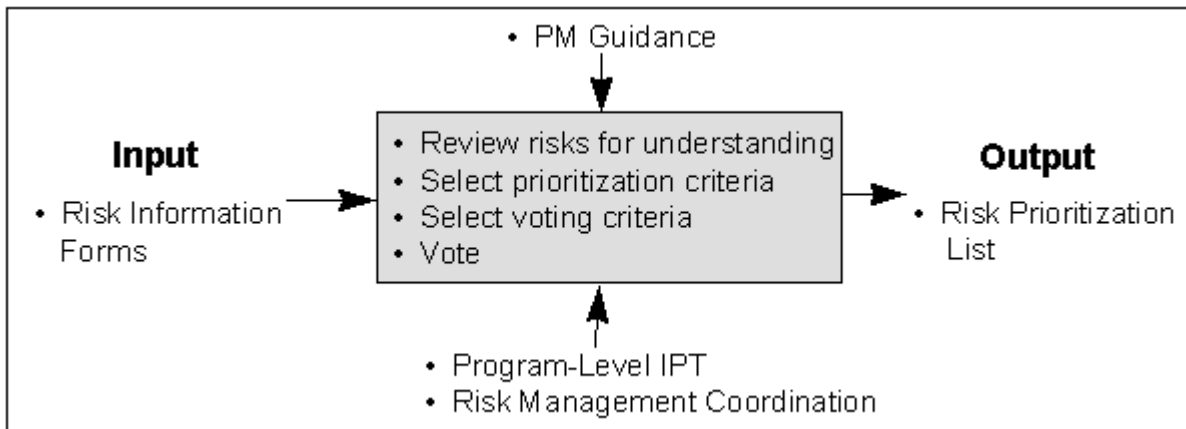 • PM Guidance
Input
• Risk Information
Forms
• Review risks for understanding
• Select prioritization criteria
• Select voting criteria
• Vote
Output
• Risk Prioritization
List
• Program-Level IPT
• Risk Management Coordination